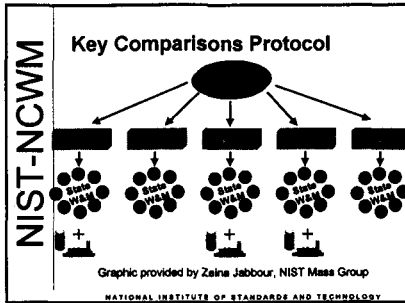 NIST-NCWM
Key Comparisons Protocol
State W&M
State W&M
State W&M
State W&M
State W&M
+
+
+
Graphic provided by Zeina Jabbour, NIST Mass Group
NATIONAL INSTITUTE OF STANDARDS AND TECHNOLOGY